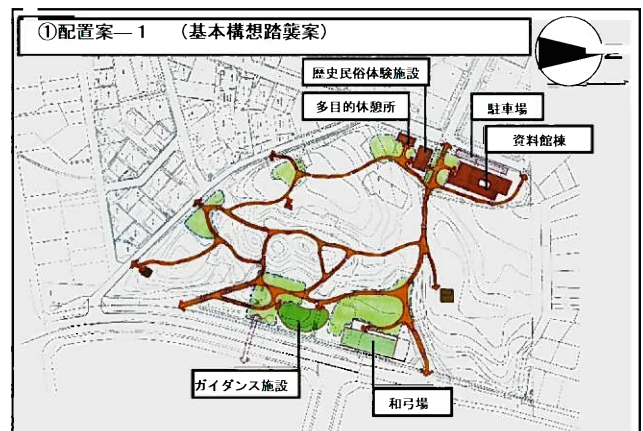 ①配置案―1 （基本構想踏襲案）
歴史民俗体験施設
多目的休憩所
駐車場
資料館棟
ガイダンス施設
和弓場